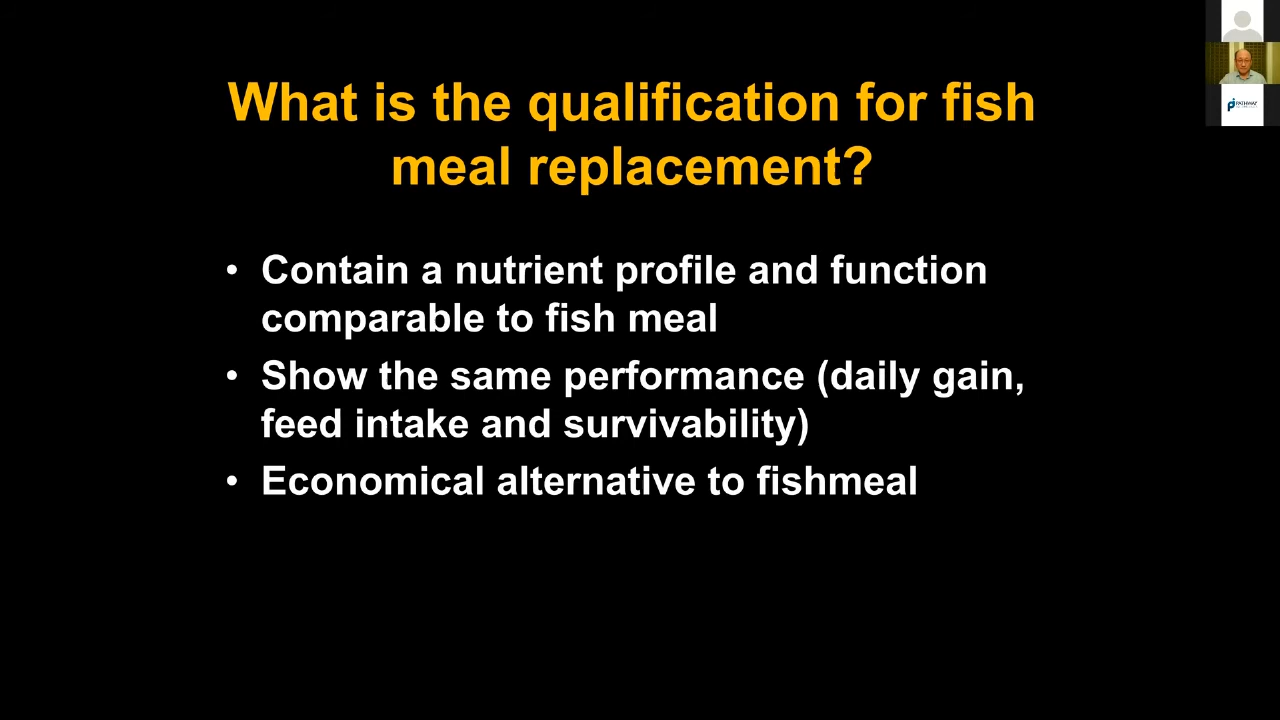 What is the qualification for fish
meal replacement?
• Contain a nutrient profile and function
comparable to fish meal
• Show the same performance (daily gain,
feed intake and survivability)
• Economical alternative to fishmeal
PATHWAY